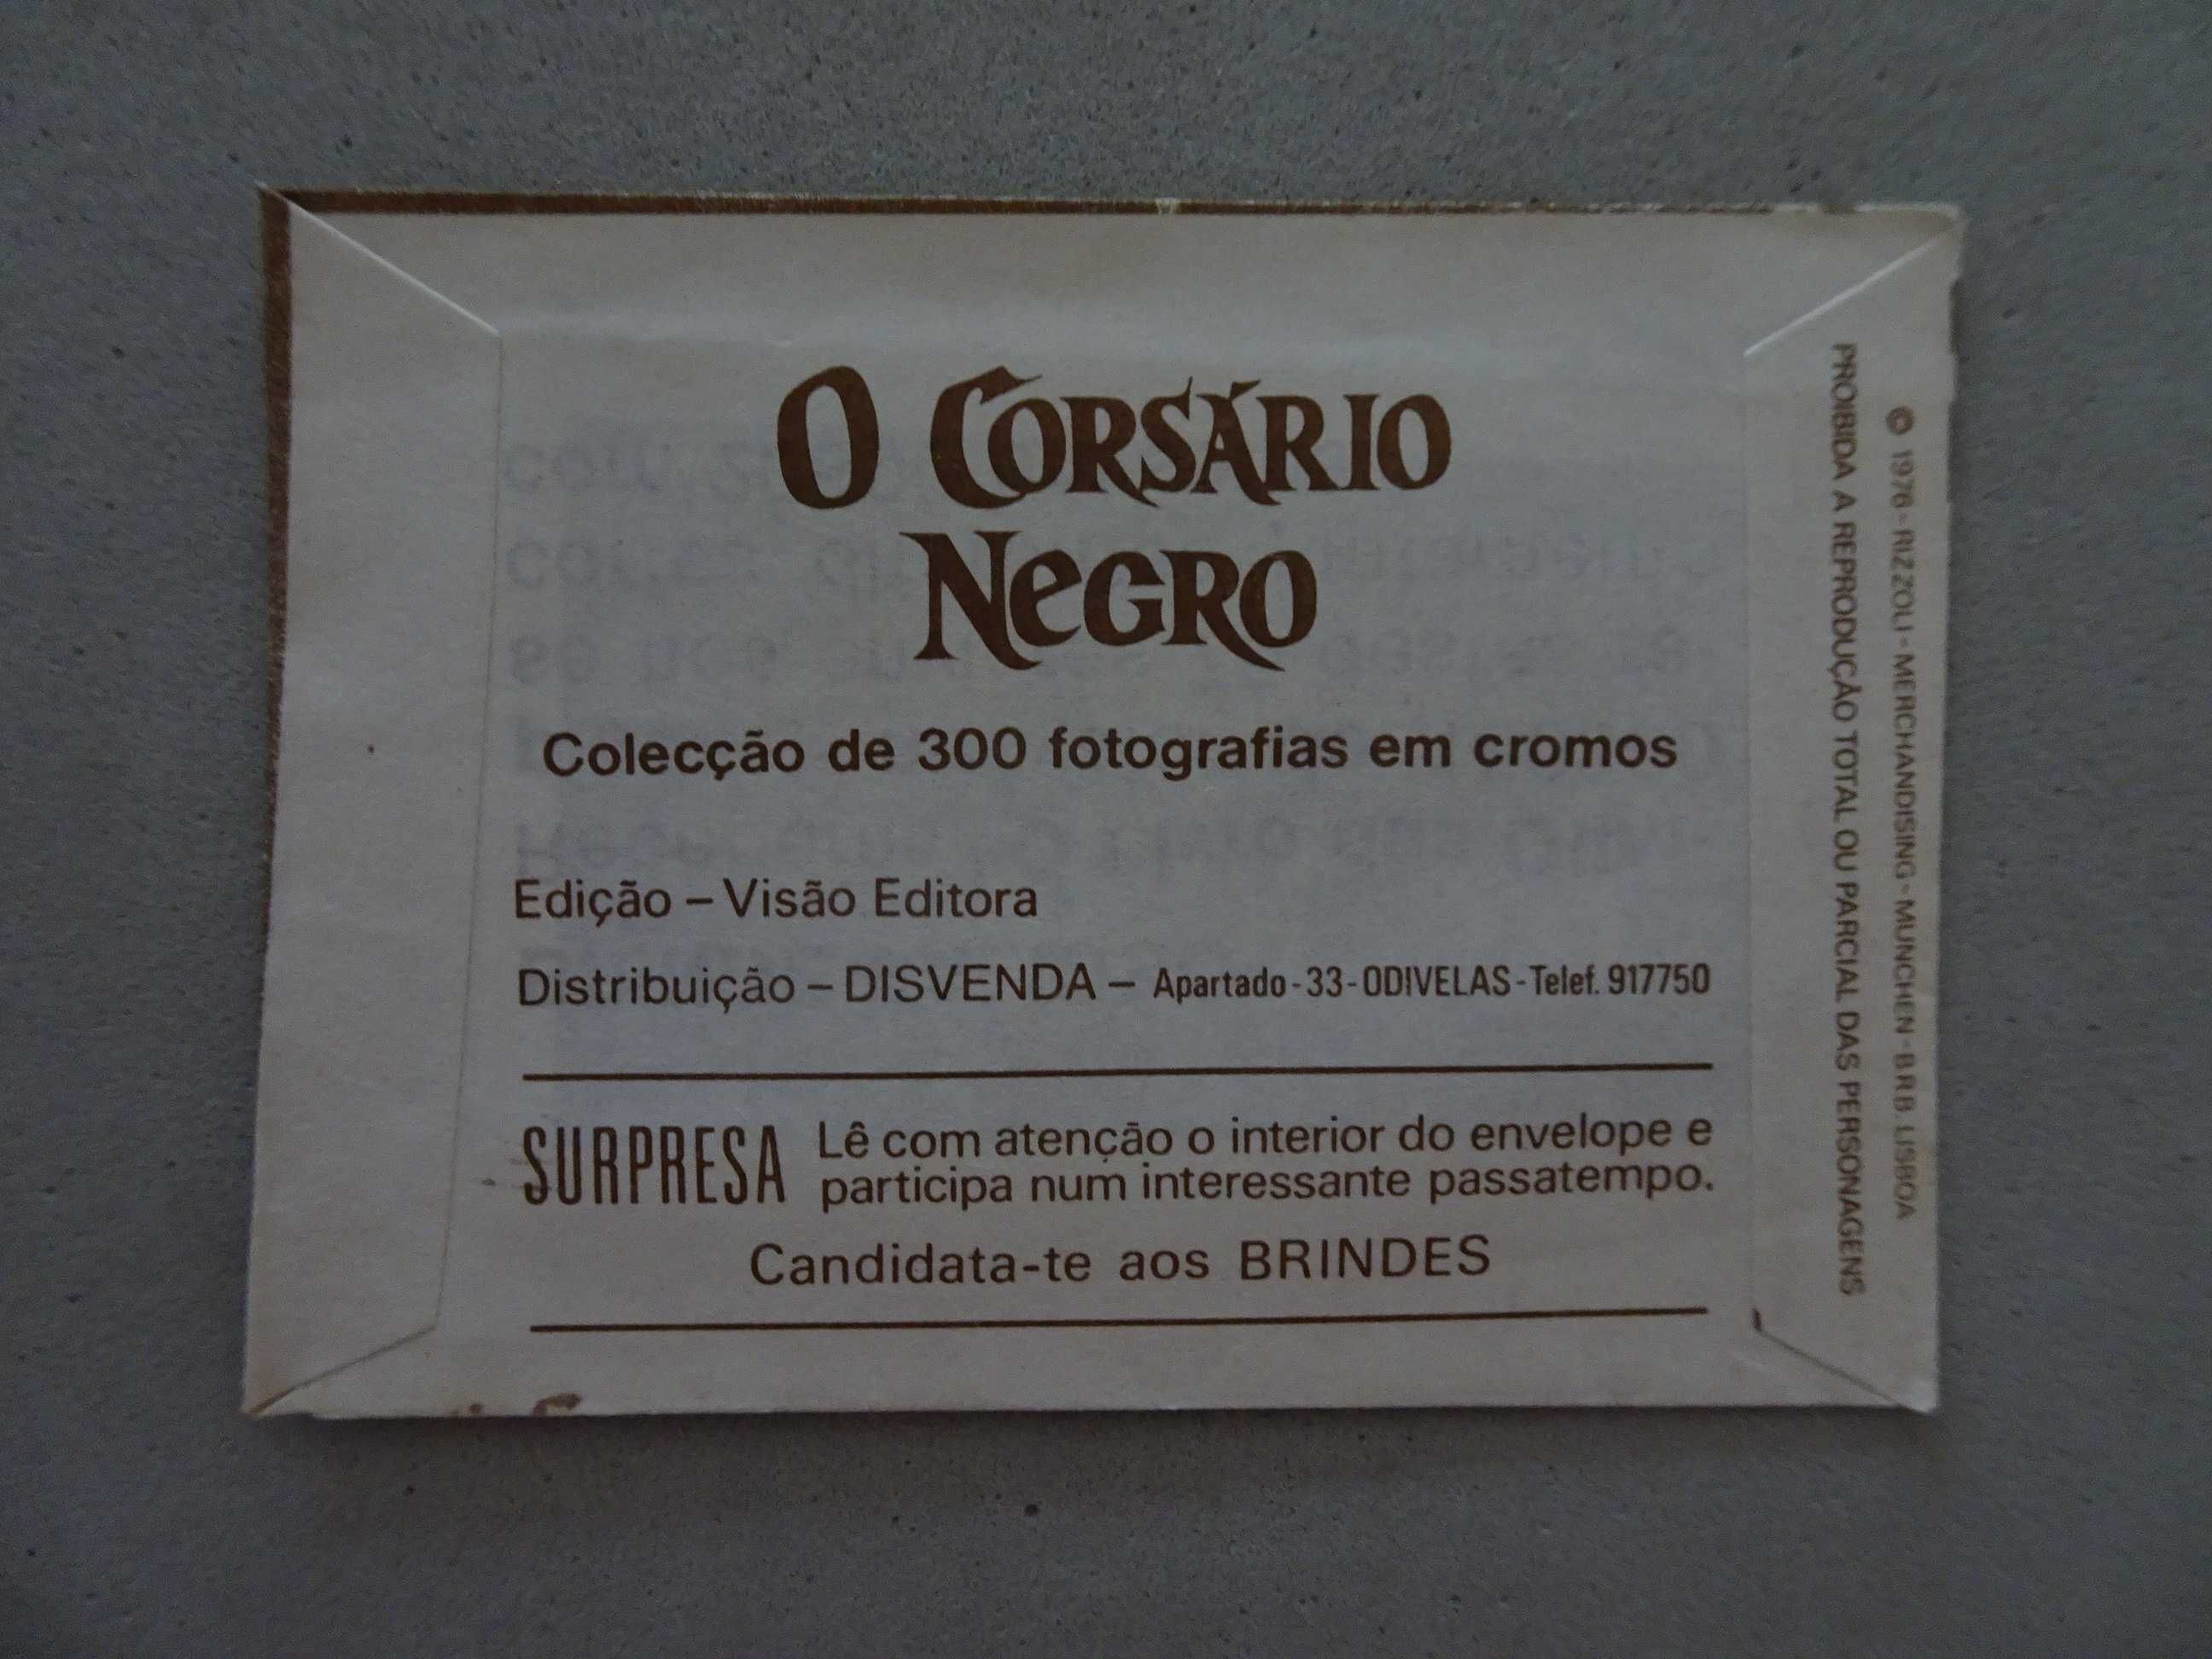 O CORSÁRIO
NEGRO
Colecção de 300 fotografias em cromos
Edição – Visão Editora
Distribuição – DISVENDA – Apartado - 33 - ODIVELAS - Telef. 917750
SURPRESA Lê com atenção o interior do envelope e
participa num interessante passatempo.
Candidata-te aos BRINDES
© 1976 - RIZZOLI - MERCHANDISING - MUNCHEN - BRB LISBOA
PROIBIDA A REPRODUÇÃO TOTAL OU PARCIAL DAS PERSONAGENS